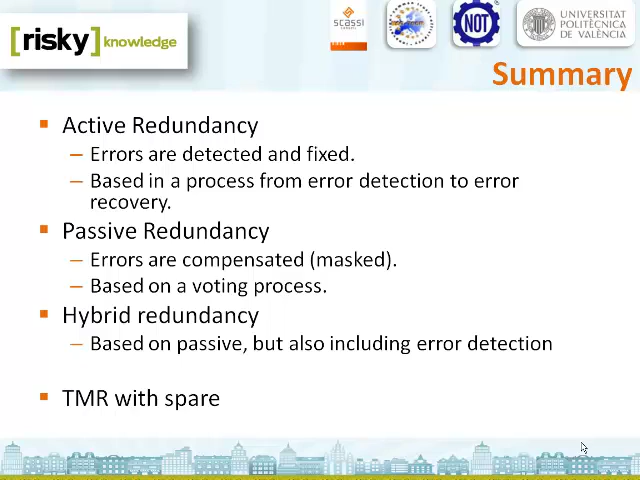 [risky] knowledge
scassi
NOT
UNIVERSITAT
POLITÈCNICA
DE VALÈNCIA
Summary
Active Redundancy
– Errors are detected and fixed.
– Based in a process from error detection to error
recovery.
Passive Redundancy
– Errors are compensated (masked).
– Based on a voting process.
Hybrid redundancy
– Based on passive, but also including error detection
TMR with spare